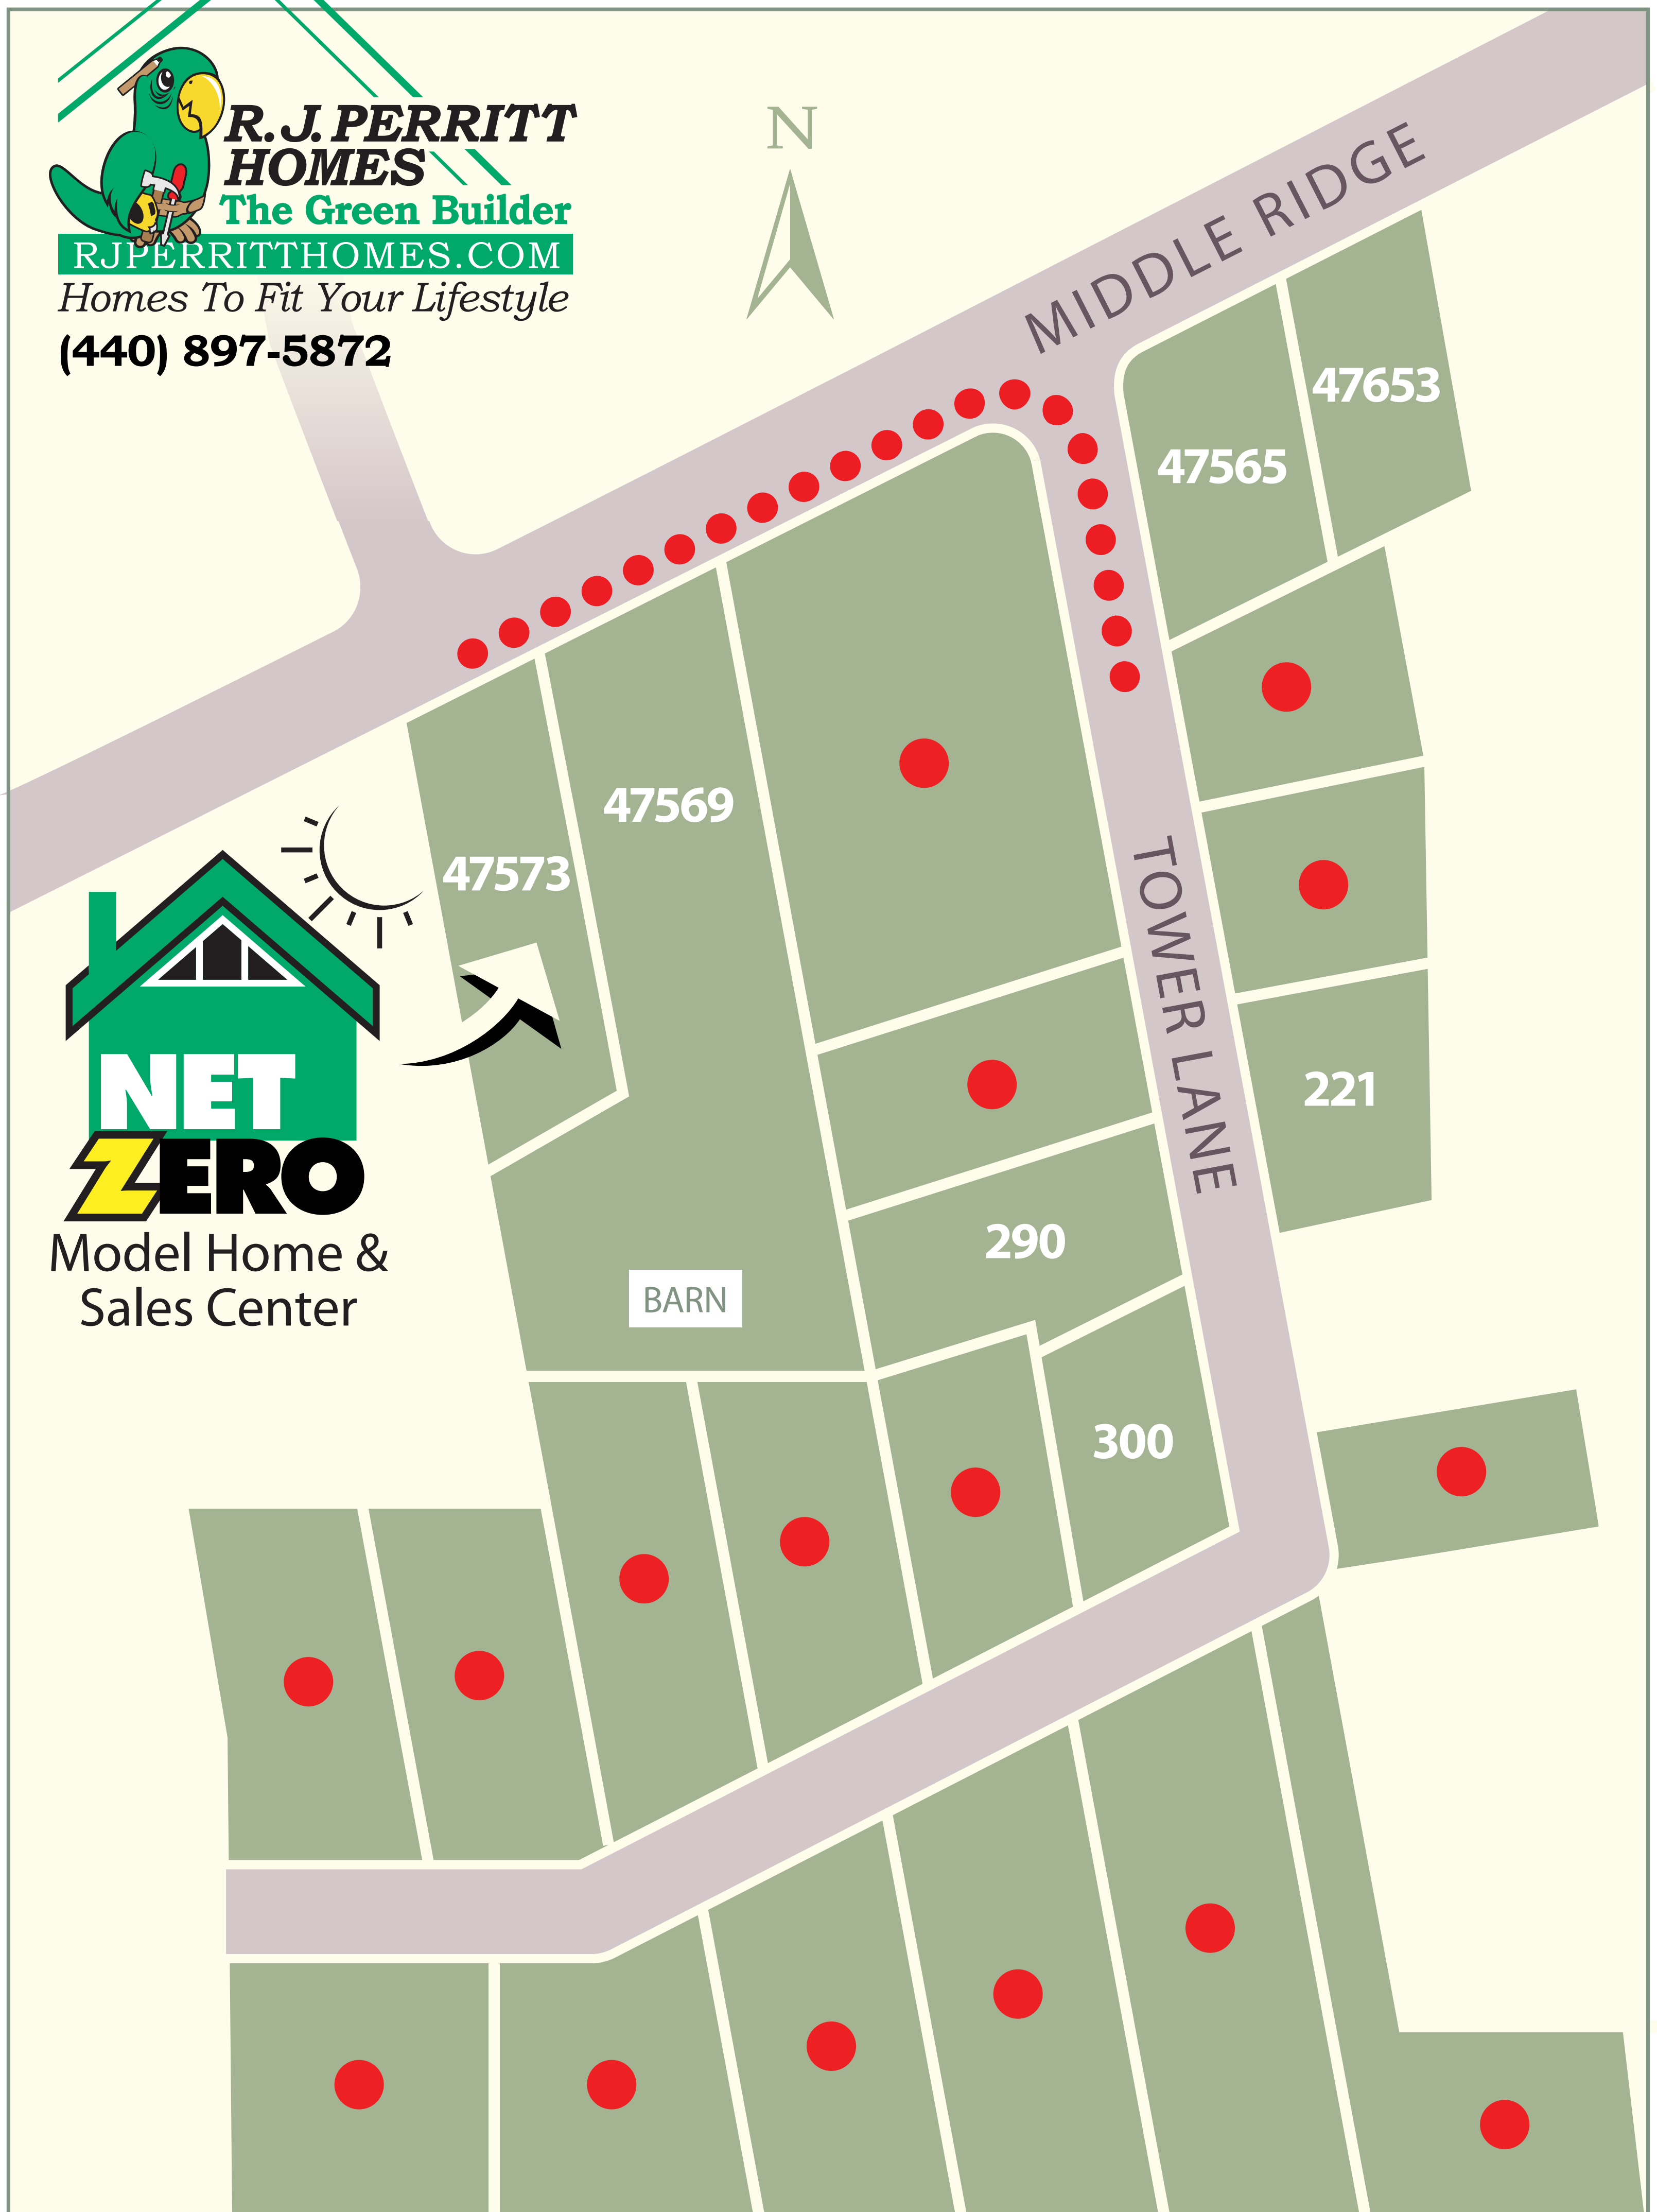 R.J. PERRITT
HOMES
The Green Builder
RJPERRITTHOMES.COM
Homes To Fit Your Lifestyle
(440) 897-5872
N
MIDDLE RIDGE
47653
47565
47569
47573
TOWER LANE
221
NET
ZERO
Model Home &
Sales Center
290
BARN
300